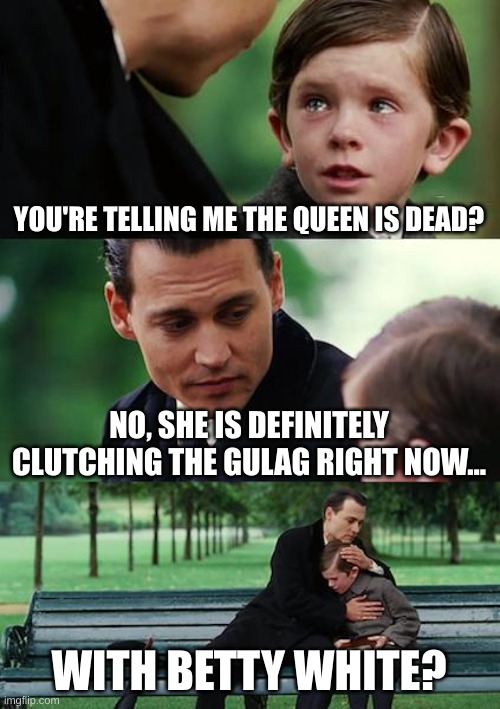 YOU'RE TELLING ME THE QUEEN IS DEAD?
NO, SHE IS DEFINITELY
CLUTCHING THE GULAG RIGHT NOW...
WITH BETTY WHITE?
imgflip.com